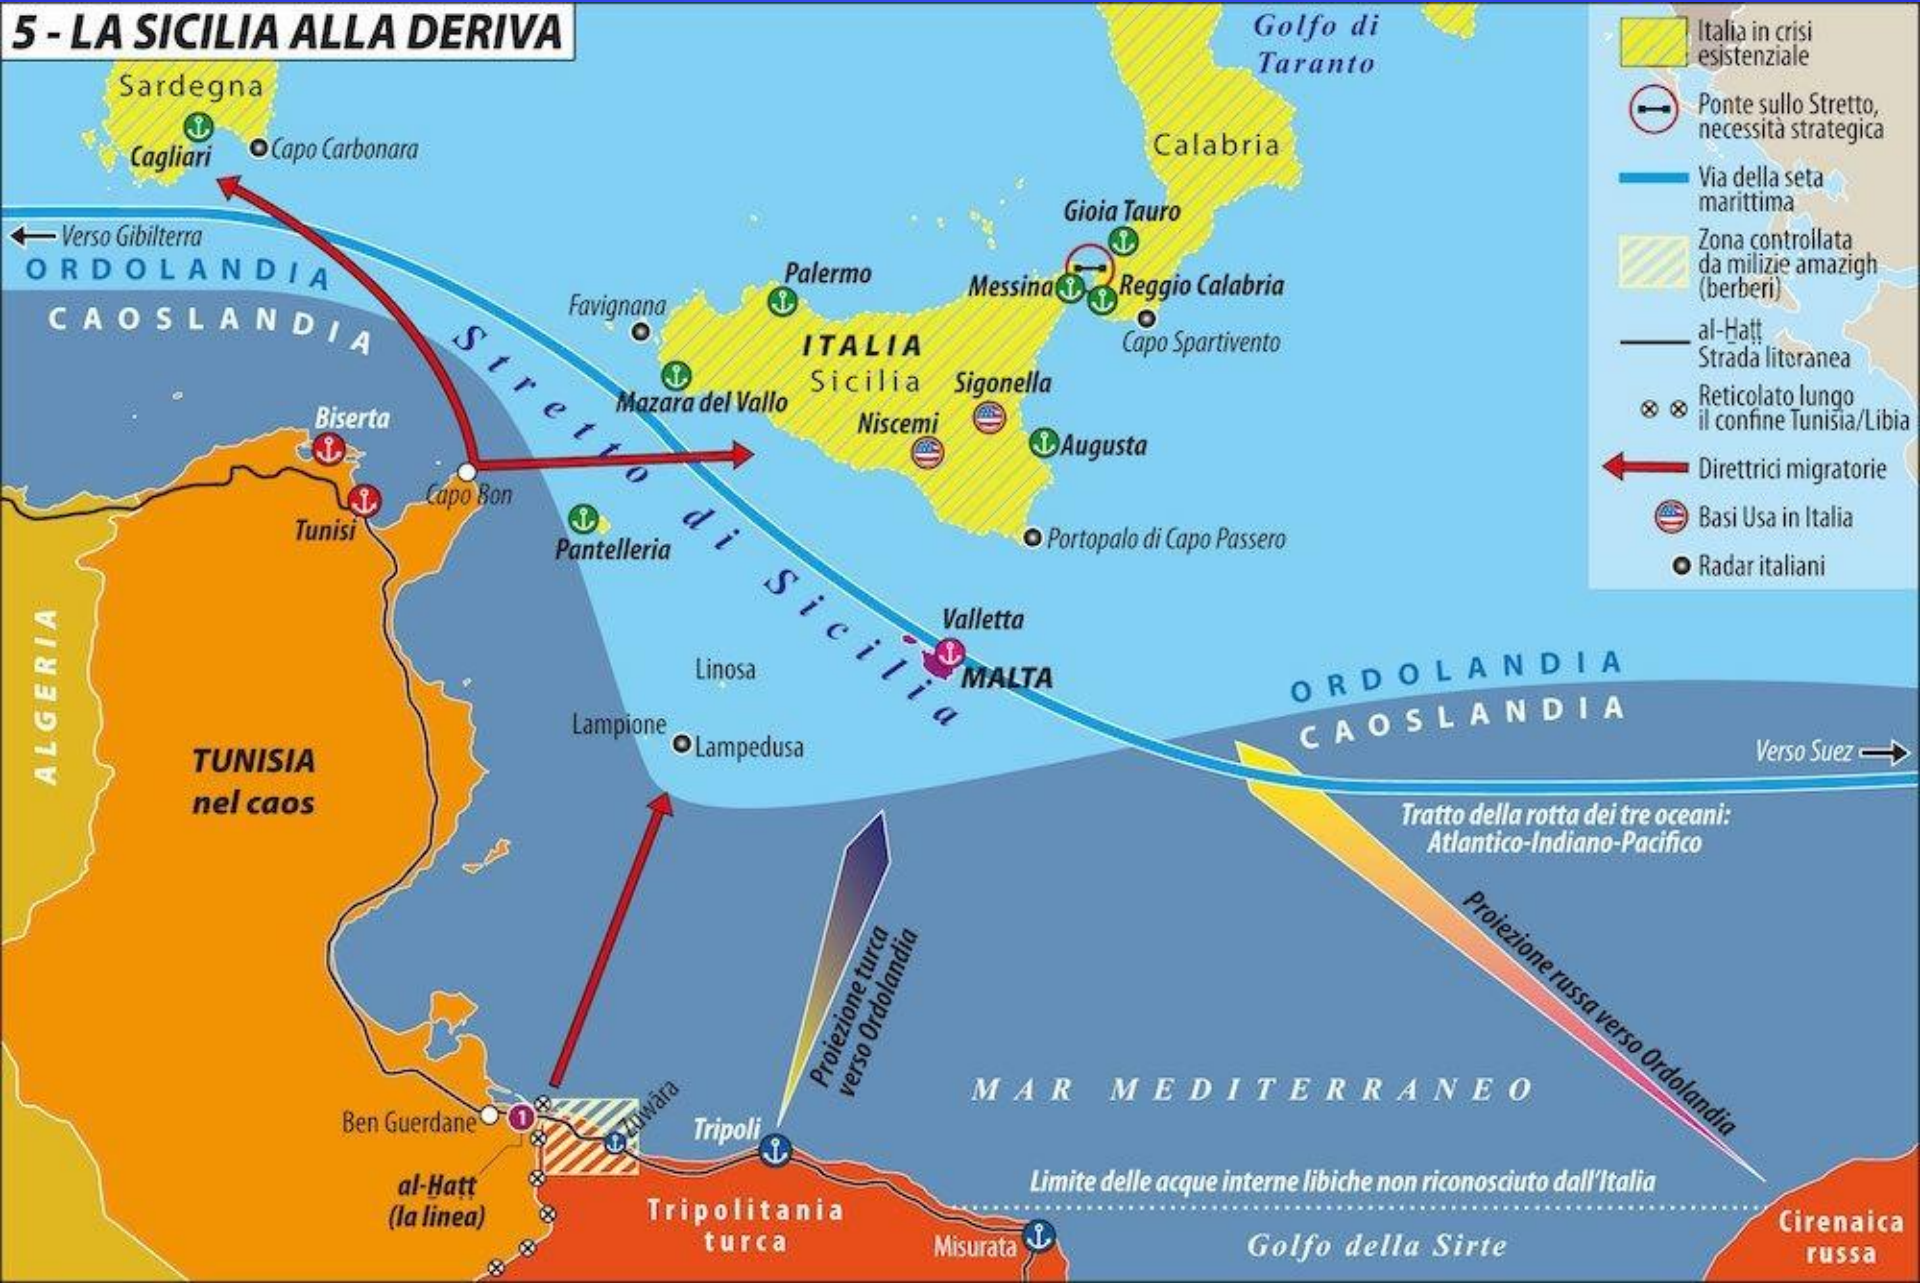 5 - LA SICILIA ALLA DERIVA
Sardegna
Cagliari
Capo Carbonara
Verso Gibilterra
ORDOLANDIA
CAOSLANDIA
Golfo di
Taranto
Calabria
Gioia Tauro
Messina
Reggio Calabria
Capo Spartivento
Palermo
Favignana
ITALIA
Sicilia
Mazara del Vallo
Sigonella
Niscemi
Augusta
Portopalo di Capo Passero
Stretto di Sicilia
Biserta
Capo Bon
Tunisi
Pantelleria
Valletta
MALTA
Linosa
Lampione
Lampedusa
ALGERIA
TUNISIA
nel caos
ORDOLANDIA
CAOSLANDIA
Verso Suez
Tratto della rotta dei tre oceani:
Atlantico-Indiano-Pacifico
Proiezione turca
verso Ordolandia
Proiezione russa verso Ordolandia
MAR MEDITERRANEO
Ben Guerdane
1
Zuwāra
Tripoli
al-Ḫaṭṭ
(la linea)
Tripolitania
turca
Limite delle acque interne libiche non riconosciuto dall'Italia
Misurata
Golfo della Sirte
Cirenaica
russa
Italia in crisi
esistenziale
Ponte sullo Stretto,
necessità strategica
Via della seta
marittima
Zona controllata
da milizie amazigh
(berberi)
al-Ḫaṭṭ
Strada litoranea
Reticolato lungo
il confine Tunisia/Libia
Direttrici migratorie
Basi Usa in Italia
Radar italiani